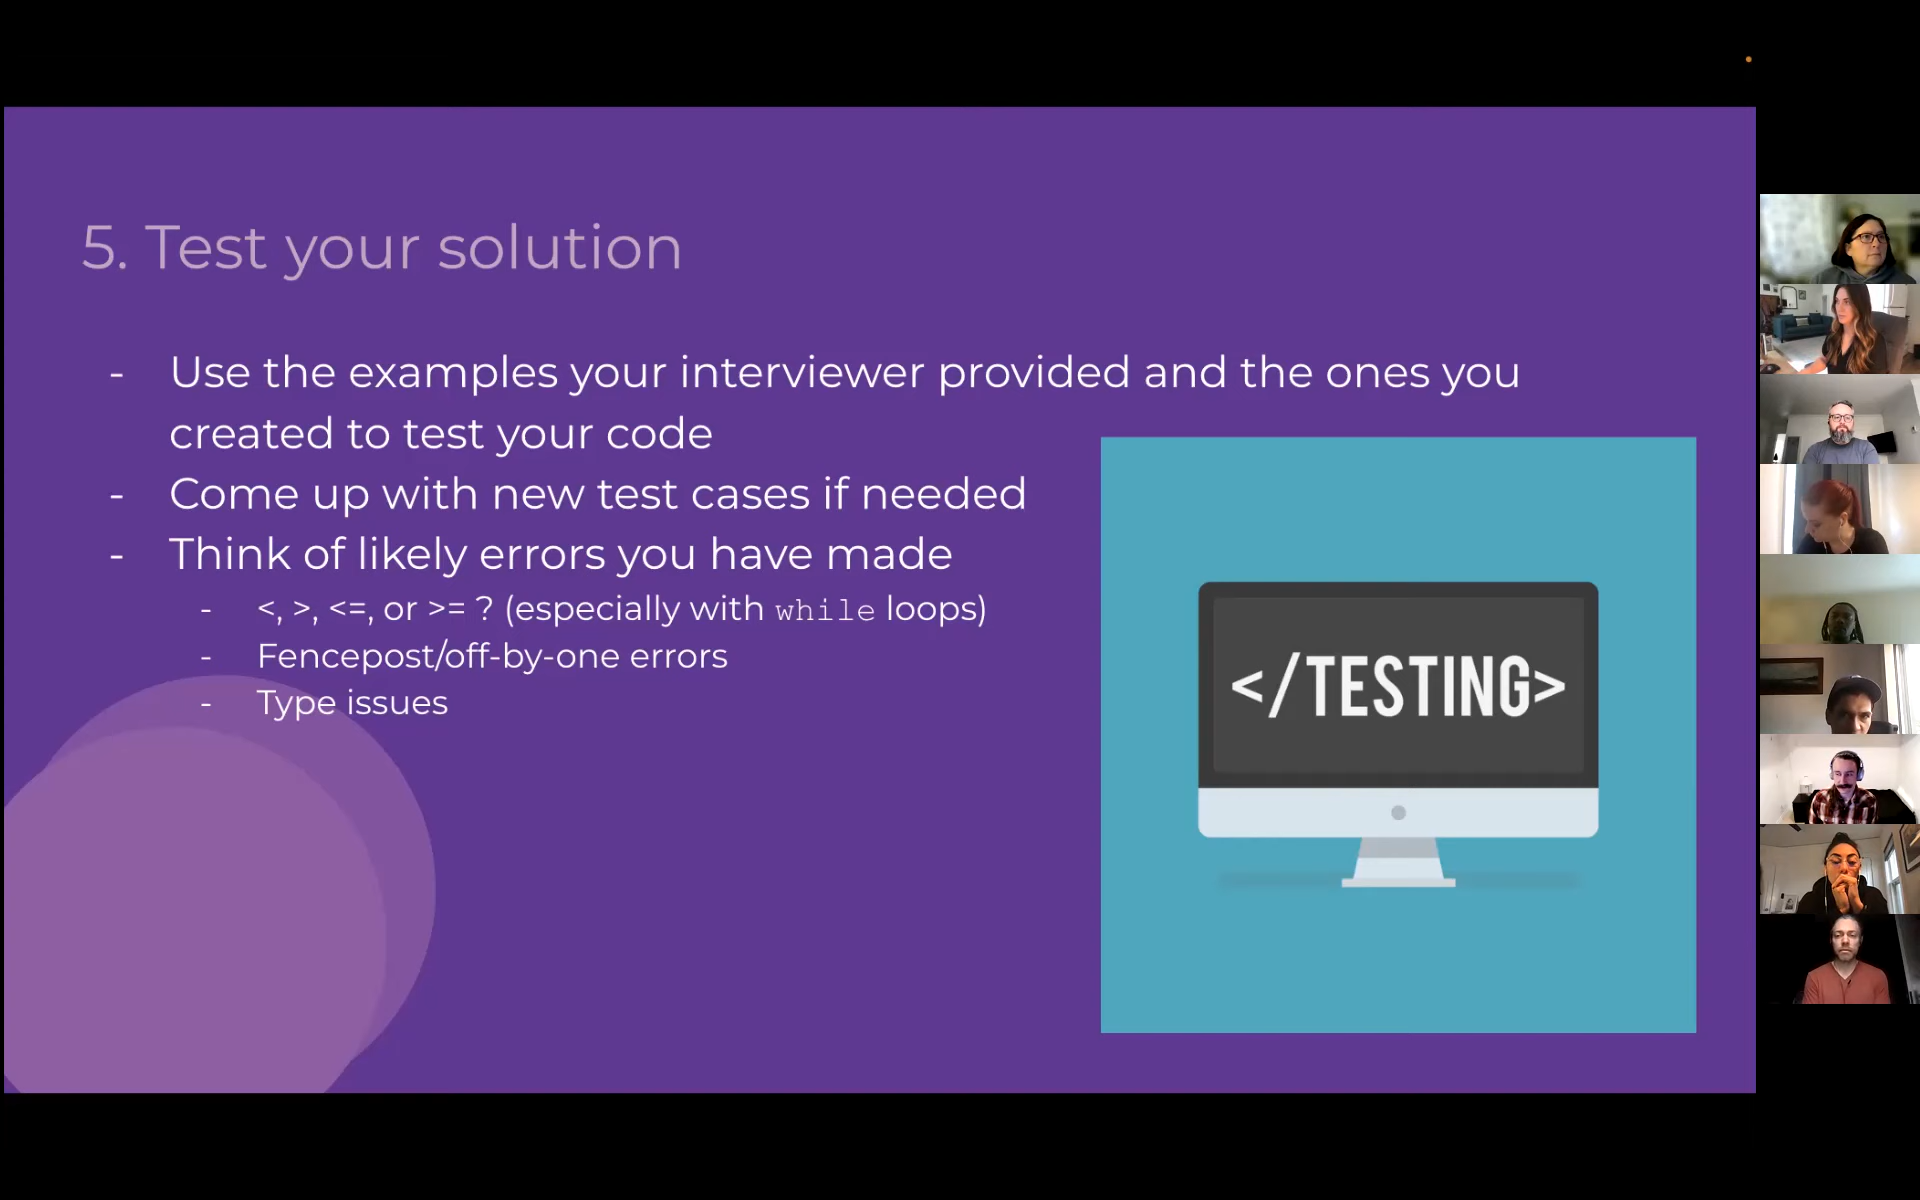 5. Test your solution
- Use the examples your interviewer provided and the ones you
created to test your code
- Come up with new test cases if needed
- Think of likely errors you have made
- <, >, <=, or >= ? (especially with while loops)
- Fencepost/off-by-one errors
- Type issues
</TESTING>